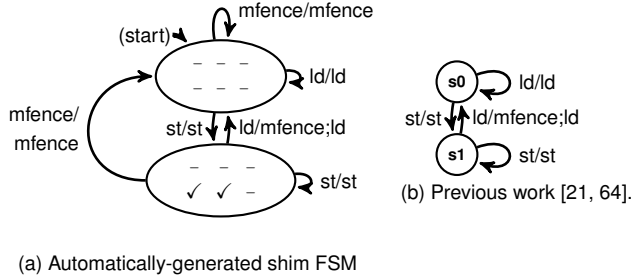 mfence/mfence
(start)
– – –
– – –
ld/ld
mfence/
mfence
st/st
ld/mfence;ld
– – –
✓ ✓ –
st/st
(a) Automatically-generated shim FSM
s0
ld/ld
st/st
ld/mfence;ld
s1
st/st
(b) Previous work [21, 64].